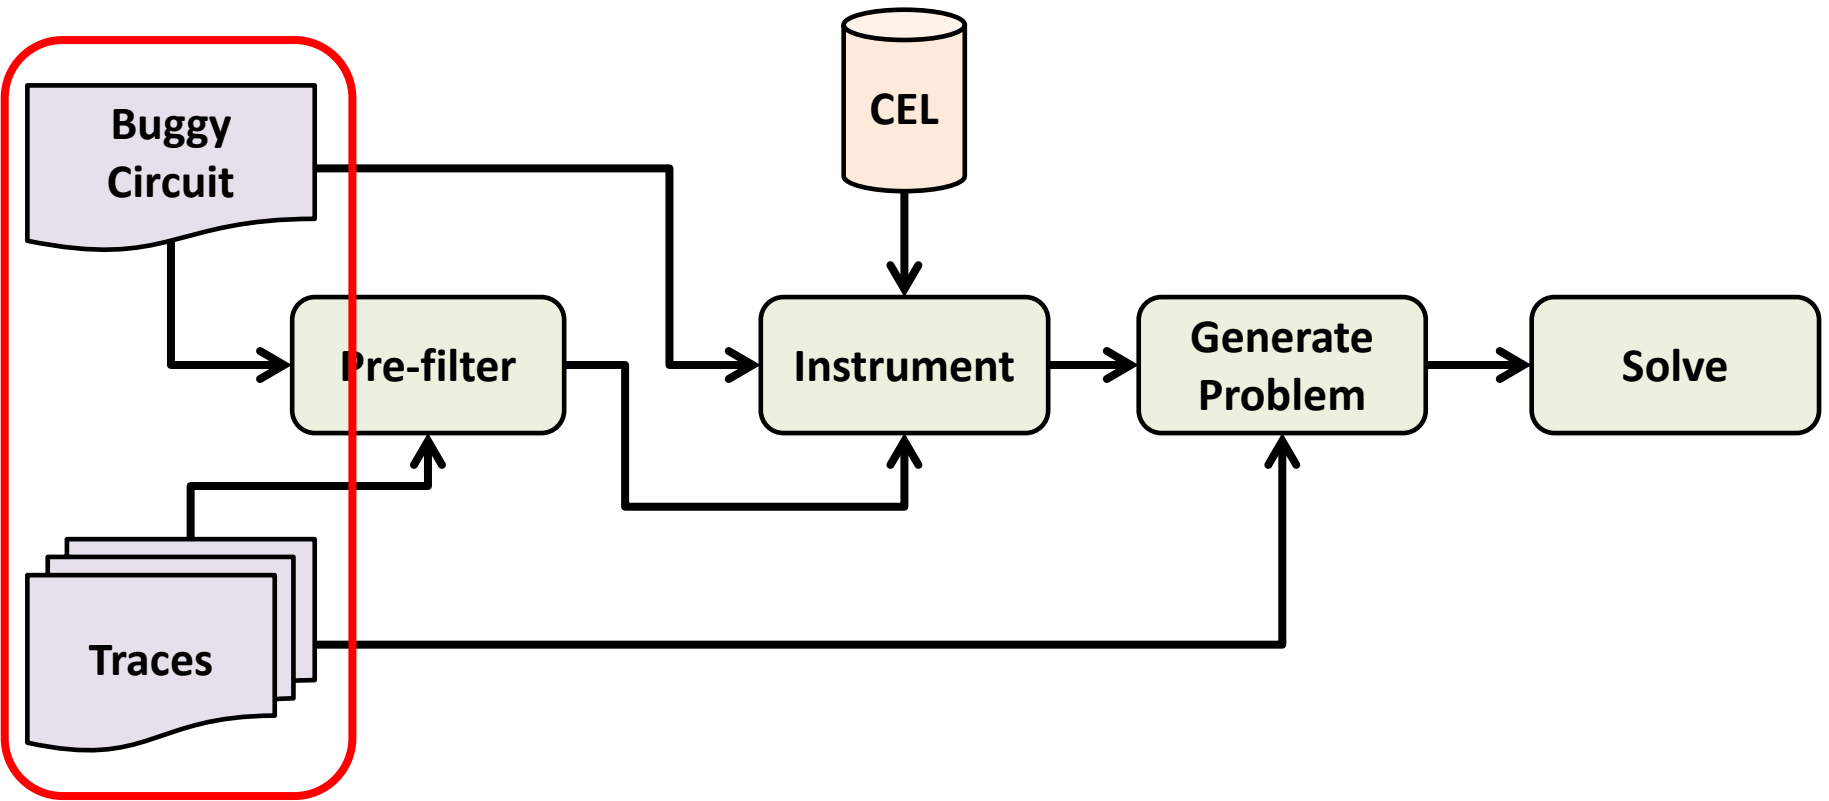 Buggy
Circuit
CEL
Pre-filter
Instrument
Generate
Problem
Solve
Traces